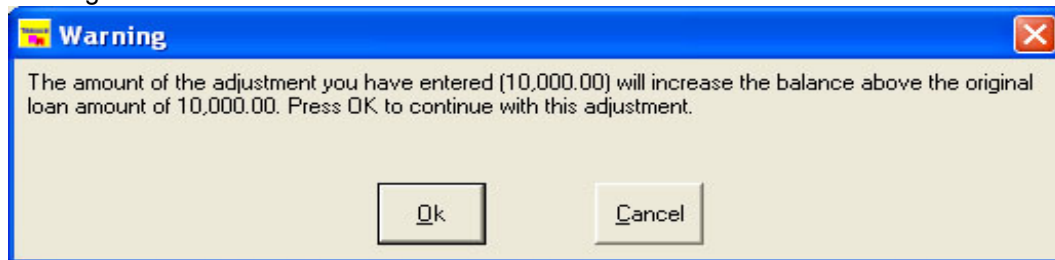 Warning
The amount of the adjustment you have entered (10,000.00) will increase the balance above the original
loan amount of 10,000.00. Press OK to continue with this adjustment.
Ok Cancel